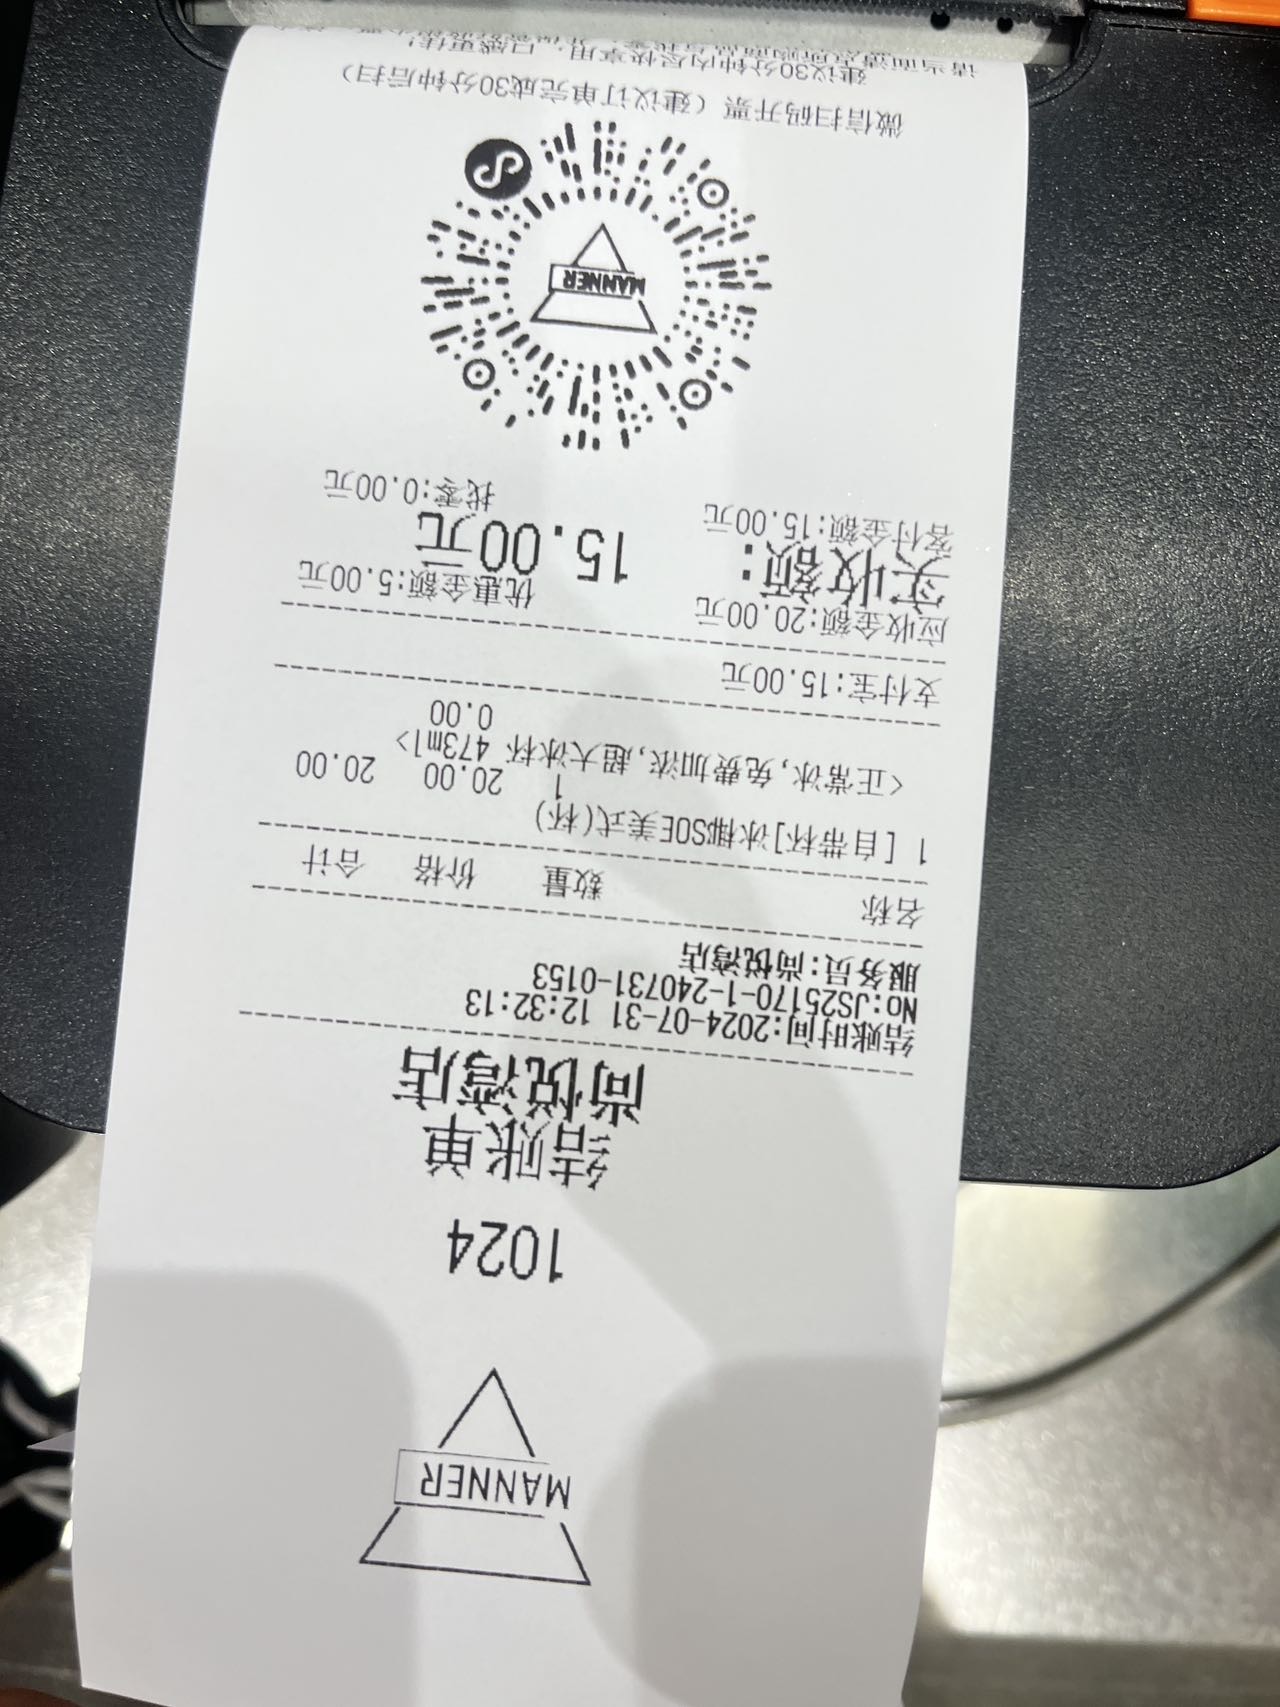 MANNER
1024
结账单
尚悦湾店
结账时间:2024-07-31 12:32:13
NO:JS25170-1-240731-0153
服务员:尚悦湾店
名称 数量 价格 合计
1 [自带杯]冰椰SOE美式(杯)
1 20.00 20.00
<正常冰,免费加浓,超大冰杯 473ml>
0.00
支付宝:15.00元
应收金额:20.00元 优惠金额:5.00元
实收额: 15.00元
客付金额:15.00元 找零:0.00元
MANNER
微信扫码开票（建议订单完成30分钟后扫）
建议30分钟内尽快享用，口感更佳!